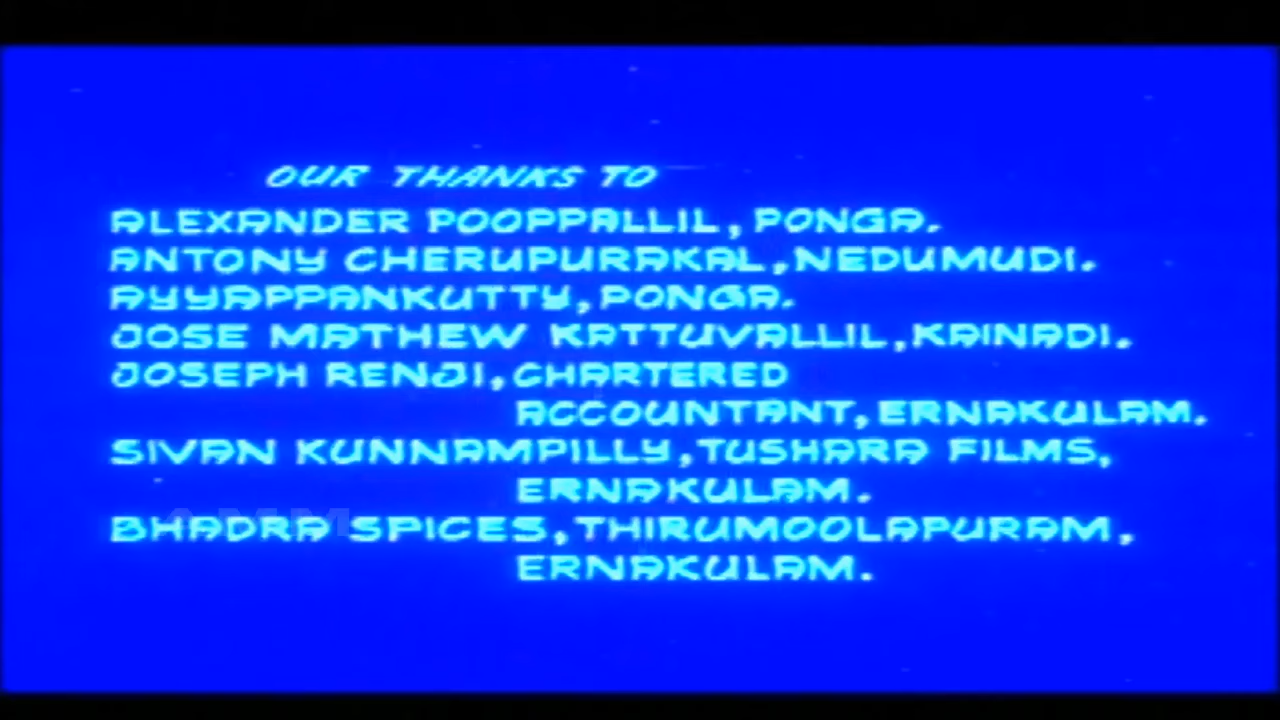 OUR THANKS TO
ALEXANDER POOPPALLIL, PONGA.
ANTONY CHERUPURAKAL, NEDUMUDI.
AYYAPPANKUTTY, PONGA.
JOSE MATHEW KATTUVALLIL, KAINADI.
JOSEPH RENJI, CHARTERED
ACCOUNTANT, ERNAKULAM.
SIVAN KUNNAMPILLY, TUSHARA FILMS,
ERNAKULAM.
BHADRA SPICES, THIRUMOOLAPURAM,
ERNAKULAM.
AMM